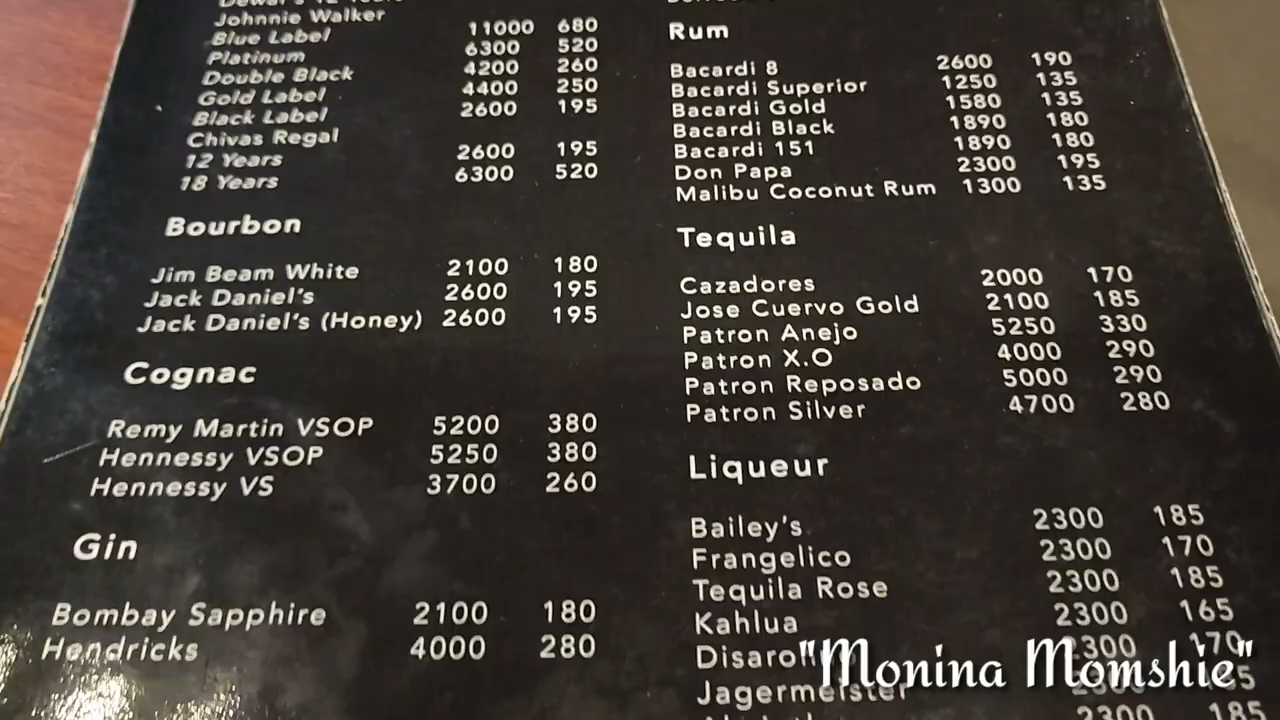 Johnnie Walker
Blue Label 11000 680
Platinum 6300 520
Double Black 4200 260
Gold Label 4400 250
Black Label 2600 195
Chivas Regal
12 Years 2600 195
18 Years 6300 520
Bourbon
Jim Beam White 2100 180
Jack Daniel's 2600 195
Jack Daniel's (Honey) 2600 195
Cognac
Remy Martin VSOP 5200 380
Hennessy VSOP 5250 380
Hennessy VS 3700 260
Gin
Bombay Sapphire 2100 180
Hendricks 4000 280
Rum
Bacardi 8 2600 190
Bacardi Superior 1250 135
Bacardi Gold 1580 135
Bacardi Black 1890 180
Bacardi 151 1890 180
Don Papa 2300 195
Malibu Coconut Rum 1300 135
Tequila
Cazadores 2000 170
Jose Cuervo Gold 2100 185
Patron Anejo 5250 330
Patron X.O 4000 290
Patron Reposado 5000 290
Patron Silver 4700 280
Liqueur
Bailey's 2300 185
Frangelico 2300 170
Tequila Rose 2300 185
Kahlua 2300 165
2300 170
Jagermeister
2300 185
"Monina Momshie"